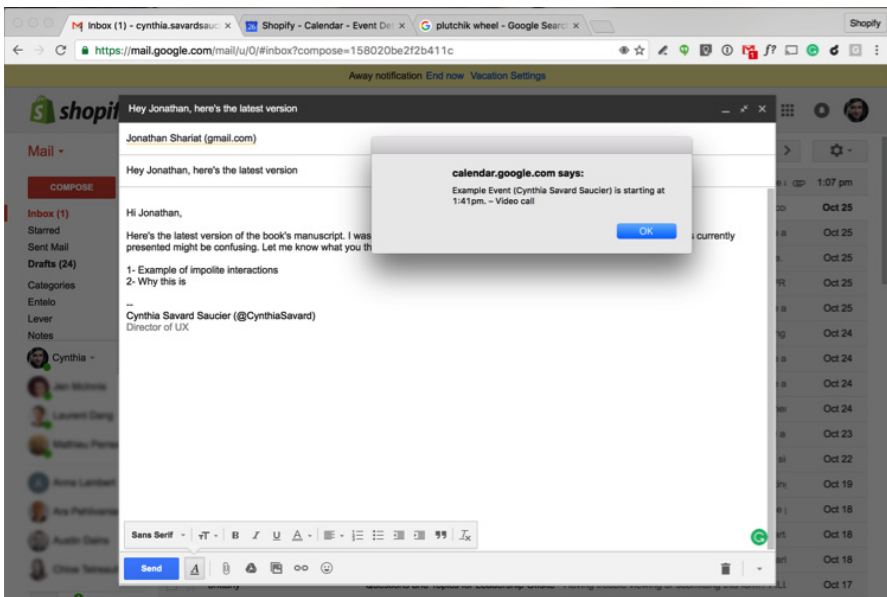 Inbox (1) - cynthia.savardsauci
Shopify - Calendar - Event Det
plutchik wheel - Google Search
Shopify
https://mail.google.com/mail/u/0/#inbox?compose=158020be2f2b411c
Away notification End now Vacation Settings
shopif
Hey Jonathan, here's the latest version
Jonathan Shariat (gmail.com)
Mail
Hey Jonathan, here's the latest version
calendar.google.com says:
Example Event (Cynthia Savard Saucier) is starting at
1:41pm. – Video call
OK
COMPOSE
1:07 pm
Inbox (1)
Hi Jonathan,
Oct 25
Starred
Here's the latest version of the book's manuscript. I was
currently
Oct 25
Sent Mail
presented might be confusing. Let me know what you th
Drafts (24)
1- Example of impolite interactions
Oct 25
Categories
2- Why this is
Oct 25
Entelo
--
Oct 25
Lever
Cynthia Savard Saucier (@CynthiaSavard)
Director of UX
Oct 24
Notes
Cynthia
Oct 24
Oct 24
Oct 24
Oct 23
Oct 22
Oct 19
Oct 18
Sans Serif
Oct 18
Send
Oct 18
Oct 17